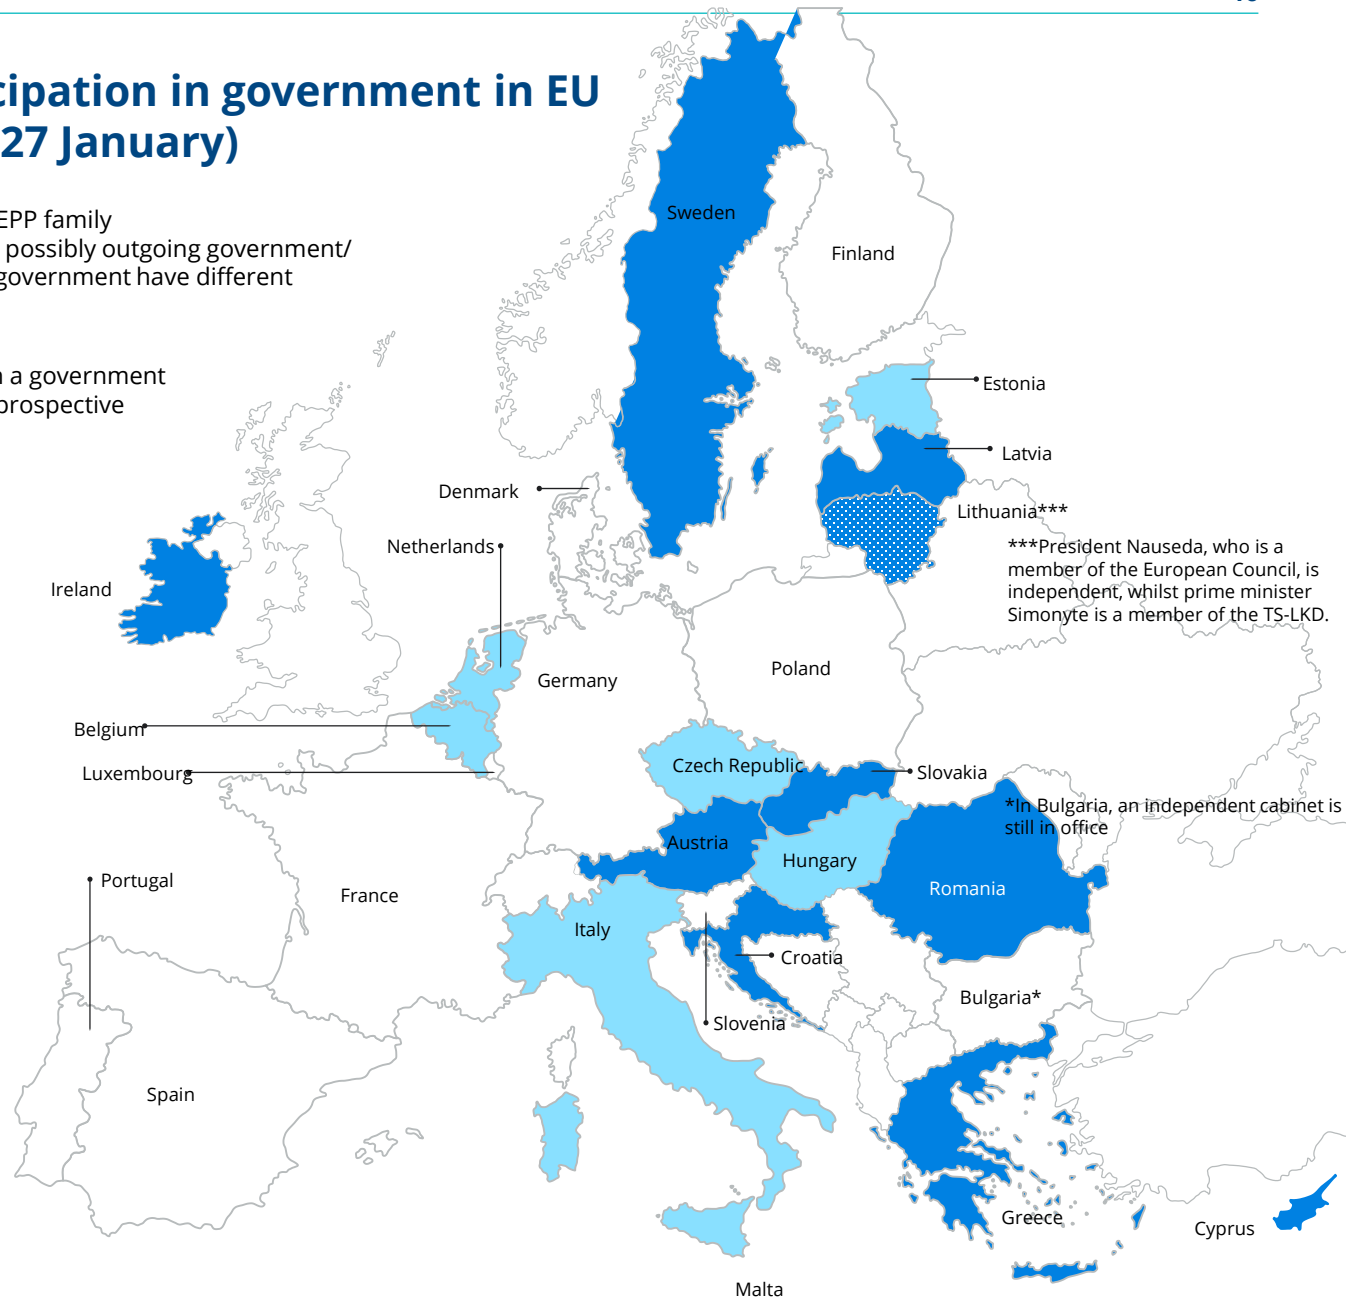 cipation in government in EU
27 January)
EPP family
possibly outgoing government/
government have different
a government
prospective
Sweden
Finland
Estonia
Latvia
Denmark
Lithuania***
Netherlands
***President Nauseda, who is a
member of the European Council, is
independent, whilst prime minister
Simonyte is a member of the TS-LKD.
Ireland
Germany
Poland
Belgium
Luxembourg
Czech Republic
Slovakia
*In Bulgaria, an independent cabinet is
still in office
Austria
Hungary
Portugal
France
Romania
Italy
Croatia
Bulgaria*
Slovenia
Spain
Greece
Cyprus
Malta